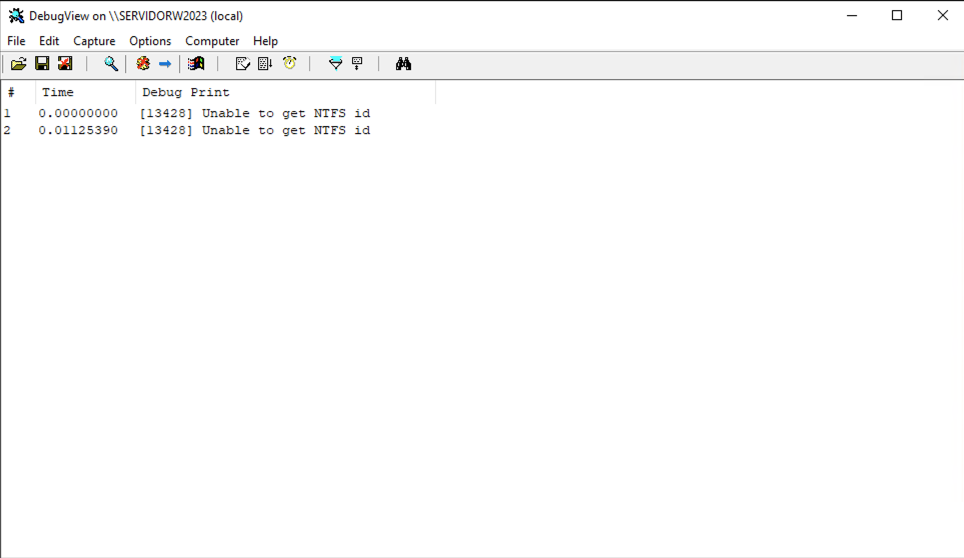 DebugView on \\SERVIDORW2023 (local)
File Edit Capture Options Computer Help
# Time Debug Print
1 0.00000000 [13428] Unable to get NTFS id
2 0.01125390 [13428] Unable to get NTFS id